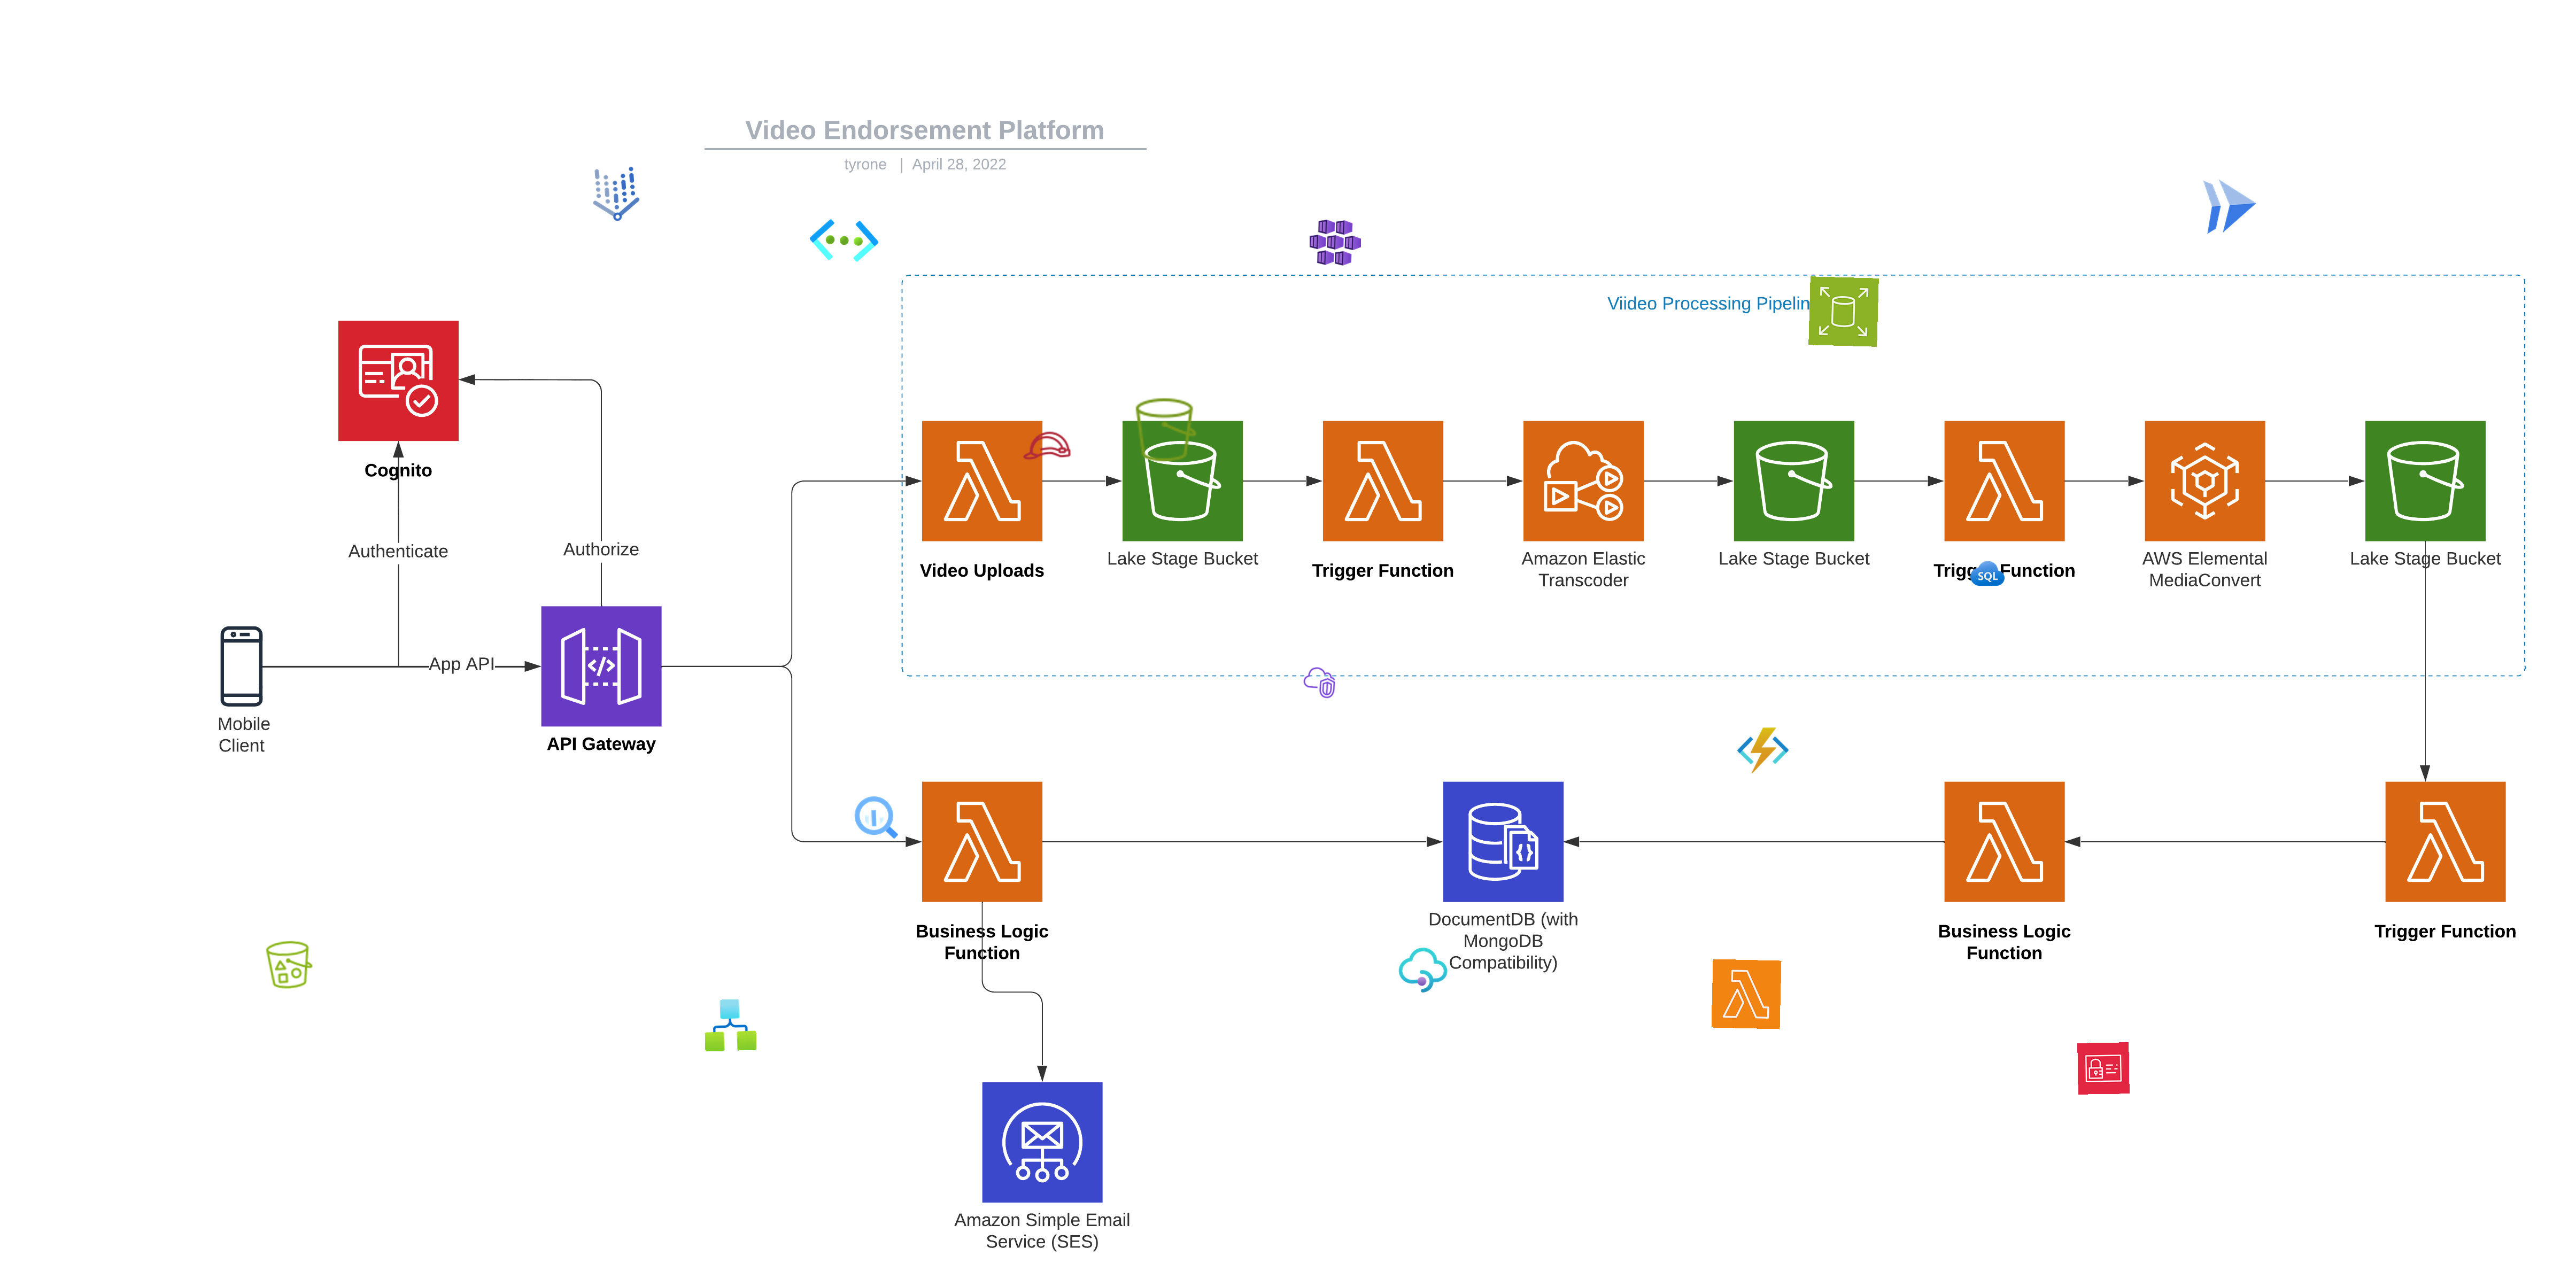 Video Endorsement Platform
tyrone | April 28, 2022
Viido Processing Pipelin
Cognito
Authenticate
Authorize
App API
Mobile
Client
API Gateway
Video Uploads
Lake Stage Bucket
Trigger Function
Amazon Elastic
Transcoder
Lake Stage Bucket
Function
SQL
AWS Elemental
MediaConvert
Lake Stage Bucket
Business Logic
Function
DocumentDB (with
MongoDB
Compatibility)
Business Logic
Function
Trigger Function
Amazon Simple Email
Service (SES)